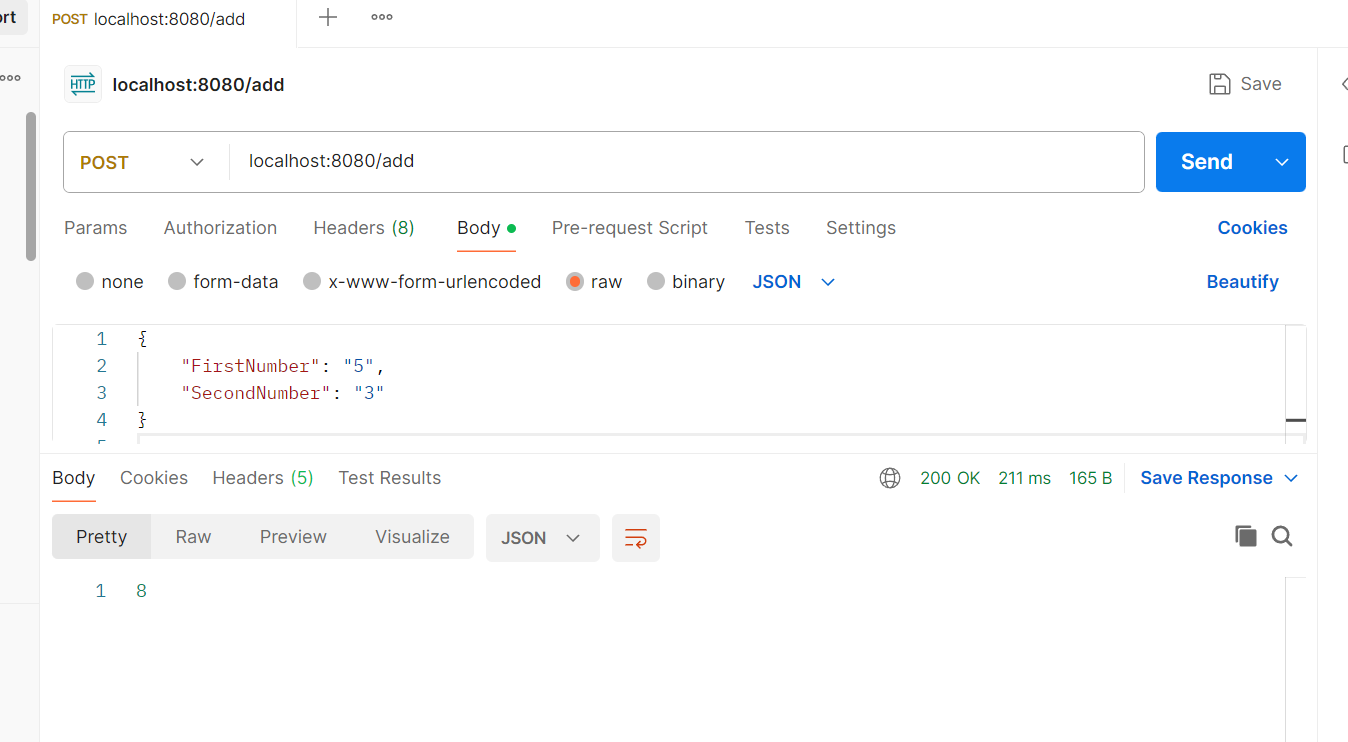 ort
POST localhost:8080/add
HTTP localhost:8080/add
Save
POST
localhost:8080/add
Send
Params Authorization Headers (8) Body Pre-request Script Tests Settings Cookies
none form-data x-www-form-urlencoded raw binary JSON Beautify
1 {
2 "FirstNumber": "5",
3 "SecondNumber": "3"
4 }
Body Cookies Headers (5) Test Results 200 OK 211 ms 165 B Save Response
Pretty Raw Preview Visualize JSON
1 8